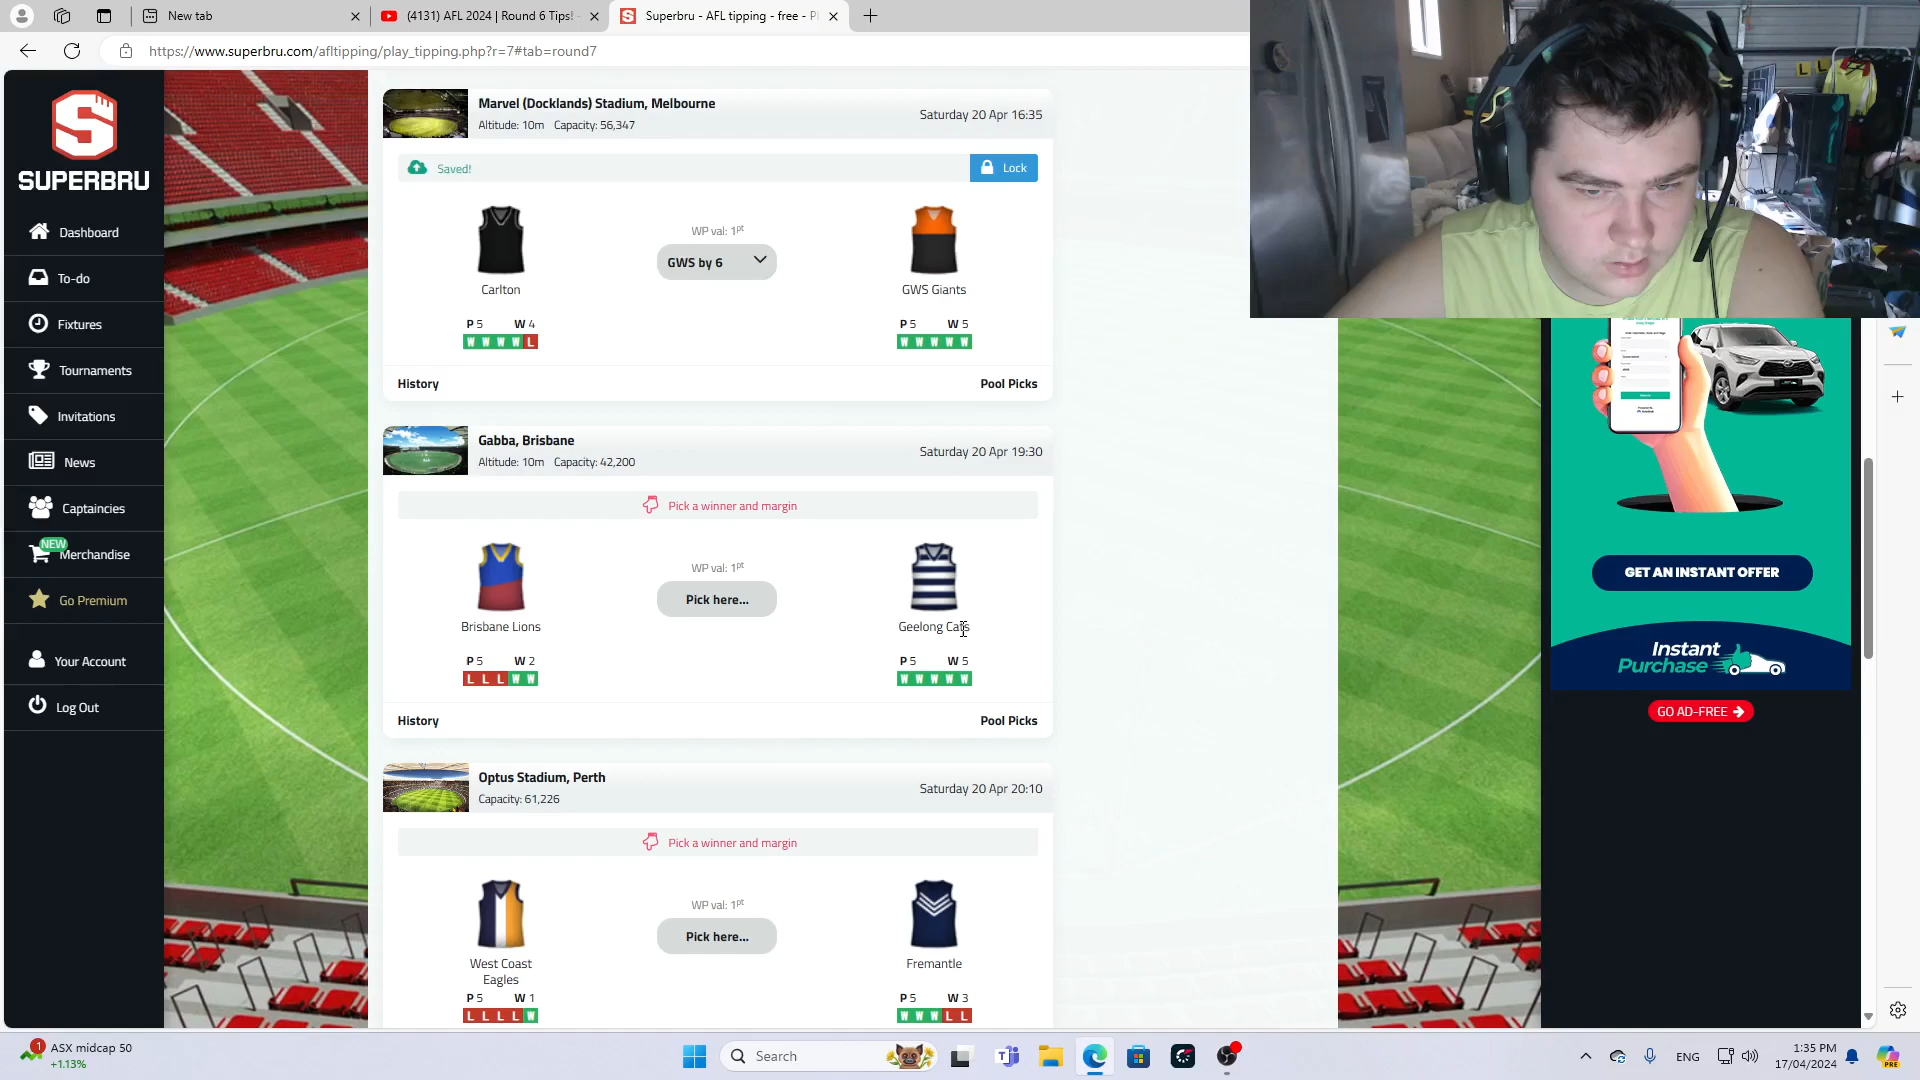 New tab
(4131) AFL 2024 | Round 6 Tips! -
Superbru - AFL tipping - free - Pl
https://www.superbru.com/afltipping/play_tipping.php?r=7#tab=round7
SUPERBRU
Dashboard
To-do
Fixtures
Tournaments
Invitations
News
Captaincies
NEW
Merchandise
Go Premium
Your Account
Log Out
Marvel (Docklands) Stadium, Melbourne
Altitude: 10m Capacity: 56,347
Saturday 20 Apr 16:35
Saved!
Lock
WP val: 1pt
GWS by 6
Carlton
GWS Giants
P 5 W 4
P 5 W 5
W W W W L
W W W W W
History
Pool Picks
Gabba, Brisbane
Altitude: 10m Capacity: 42,200
Saturday 20 Apr 19:30
Pick a winner and margin
WP val: 1pt
Pick here...
Brisbane Lions
Geelong Cats
P 5 W 2
P 5 W 5
L L L W W
W W W W W
History
Pool Picks
Optus Stadium, Perth
Capacity: 61,226
Saturday 20 Apr 20:10
Pick a winner and margin
WP val: 1pt
Pick here...
West Coast
Eagles
Fremantle
P 5 W 1
P 5 W 3
L L L L W
W W W L L
GET AN INSTANT OFFER
Instant
Purchase
GO AD-FREE
1
ASX midcap 50
+1.13%
Search
ENG
1:35 PM
17/04/2024
PRE